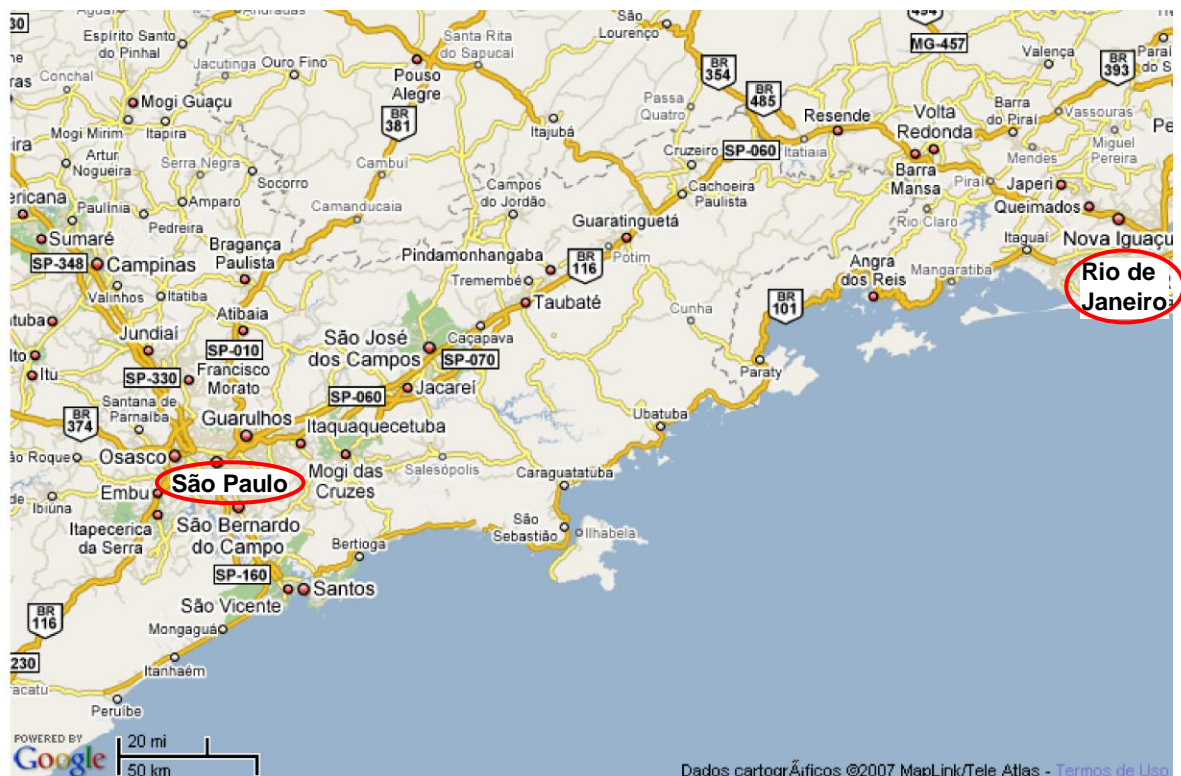 Espírito Santo
do Pinhal
Jacutinga
Ouro Fino
Santa Rita
do Sapucaí
São
Lourenço
494
MG-457
Valença
BR
393
BR
354
BR
485
Conchal
Mogi Guaçu
Pouso
Alegre
BR
381
Passa
Quatro
Resende
Volta
Redonda
Barra
do Piraí
Vassouras
Mogi Mirim
Itapira
Itajubá
Cruzeiro
SP-060
Itatiaia
Miguel
Pereira
Mendes
Artur
Nogueira
Serra Negra
Socorro
Cambuí
Campos
do Jordão
Cachoeira
Paulista
Barra
Mansa
Piraí
Japeri
Paulínia
Amparo
Camanducaia
Guaratinguetá
Rio Claro
Queimados
Sumaré
Pedreira
Bragança
Paulista
Pindamonhangaba
BR
116
Potim
Itaguaí
Nova Iguaçu
SP-348
Campinas
Tremembé
Angra
dos Reis
Mangaratiba
Rio de
Janeiro
Valinhos
Itatiba
Atibaia
Taubaté
Cunha
BR
101
Jundiaí
SP-010
São José
dos Campos
Caçapava
SP-070
Itu
SP-330
Francisco
Morato
SP-060
Jacareí
Paraty
Santana de
Parnaíba
BR
374
Guarulhos
Itaquaquecetuba
Ubatuba
Osasco
São Paulo
Mogi das
Cruzes
Salesópolis
Caraguatatuba
Embu
Ibiúna
Itapecerica
da Serra
São Bernardo
do Campo
Bertioga
São
Sebastião
Ilhabela
SP-160
Santos
São Vicente
BR
116
Mongaguá
230
Itanhaém
Peruíbe
POWERED BY
Google
20 mi
50 km
Dados cartogrÃificos ©2007 MapLink/Tele Atlas - Termos de Uso